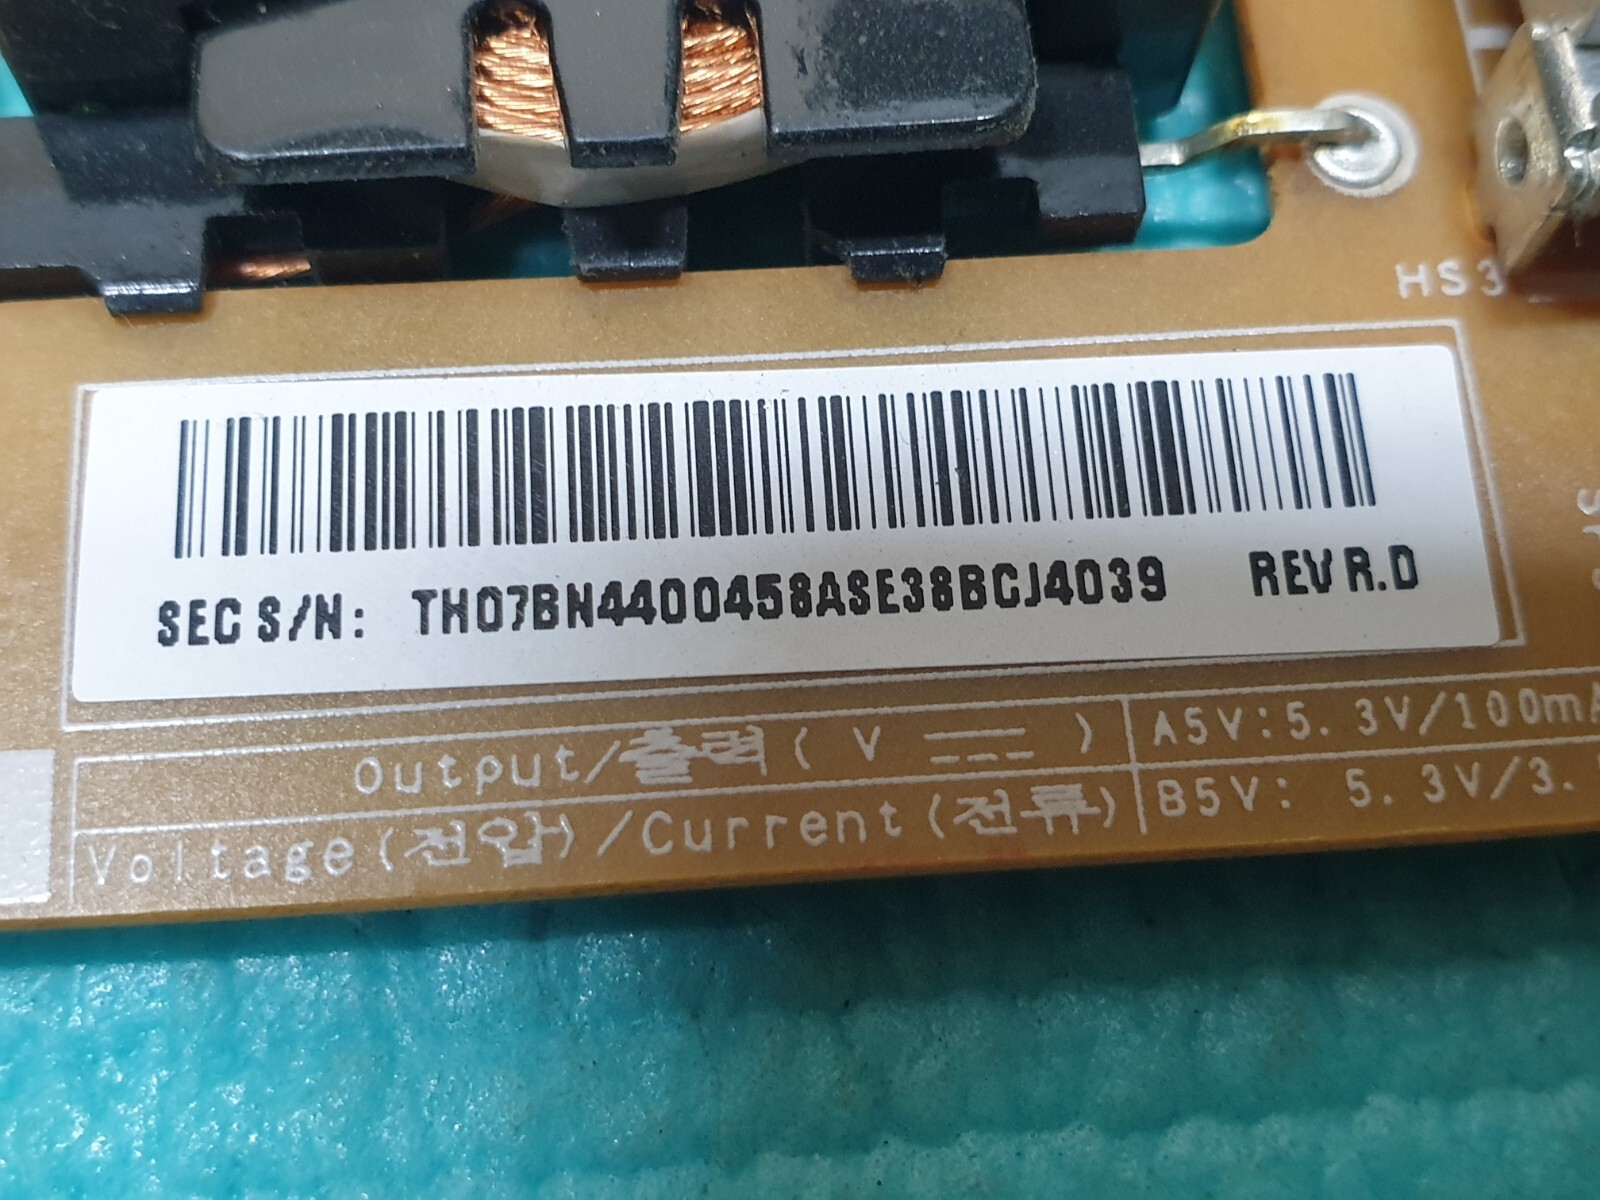 HS3
SEC S/N: TH07BN4400458ASE38BCJ4039 REV R.D
Output/출력( V ⎓ ) A5V:5.3V/100mA
Voltage(전압)/Current(전류) B5V: 5.3V/3.